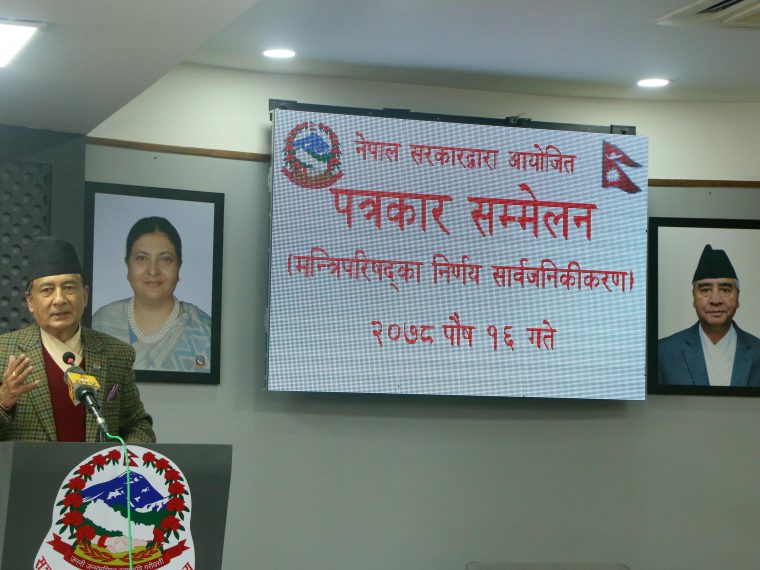 नेपाल सरकारद्वारा आयोजित
पत्रकार सम्मेलन
(मन्त्रिपरिषद्का निर्णय सार्वजनिकीकरण)
२०७८ पौष १६ गते